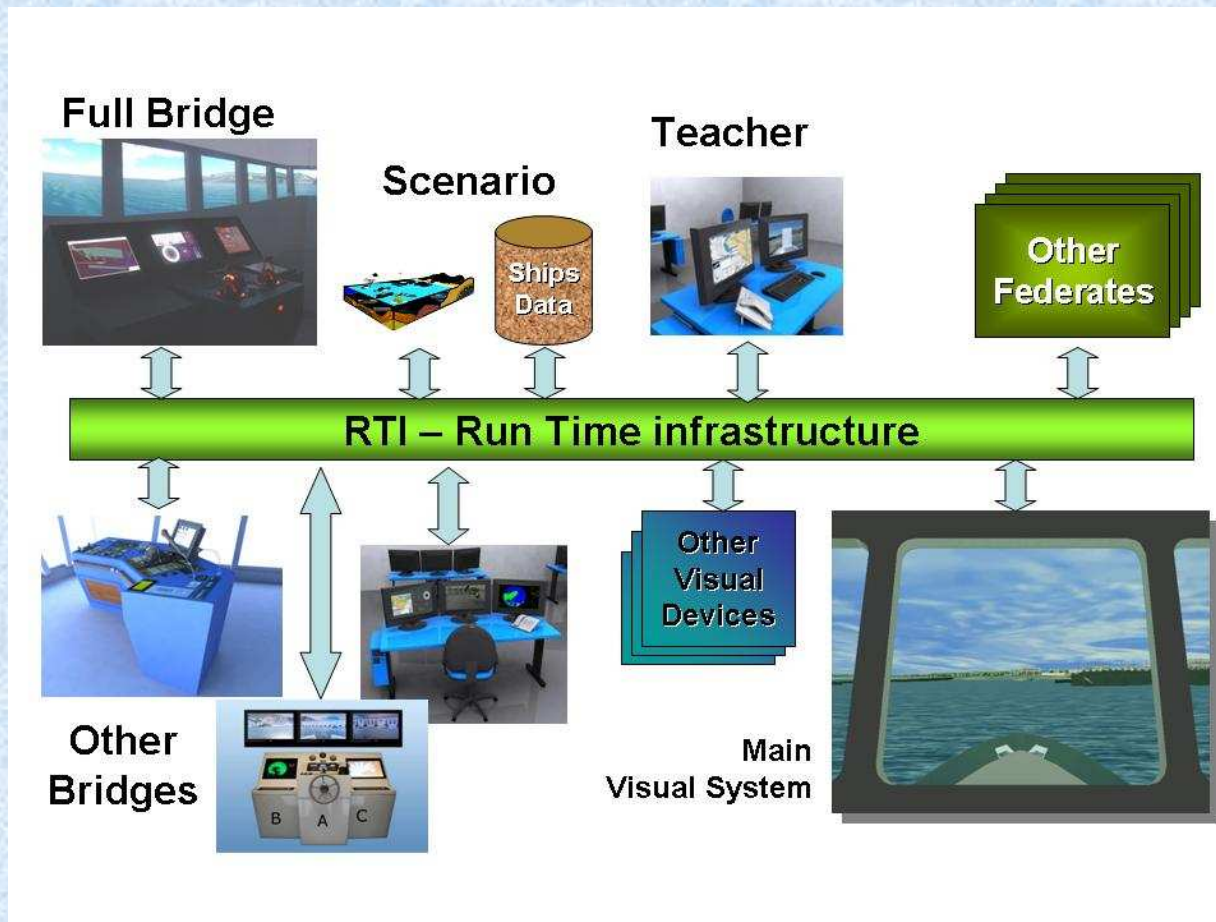 Full Bridge
Scenario
Teacher
Ships
Data
Other
Federates
RTI – Run Time infrastructure
Other
Visual
Devices
Other
Bridges
B
A
C
Main
Visual System